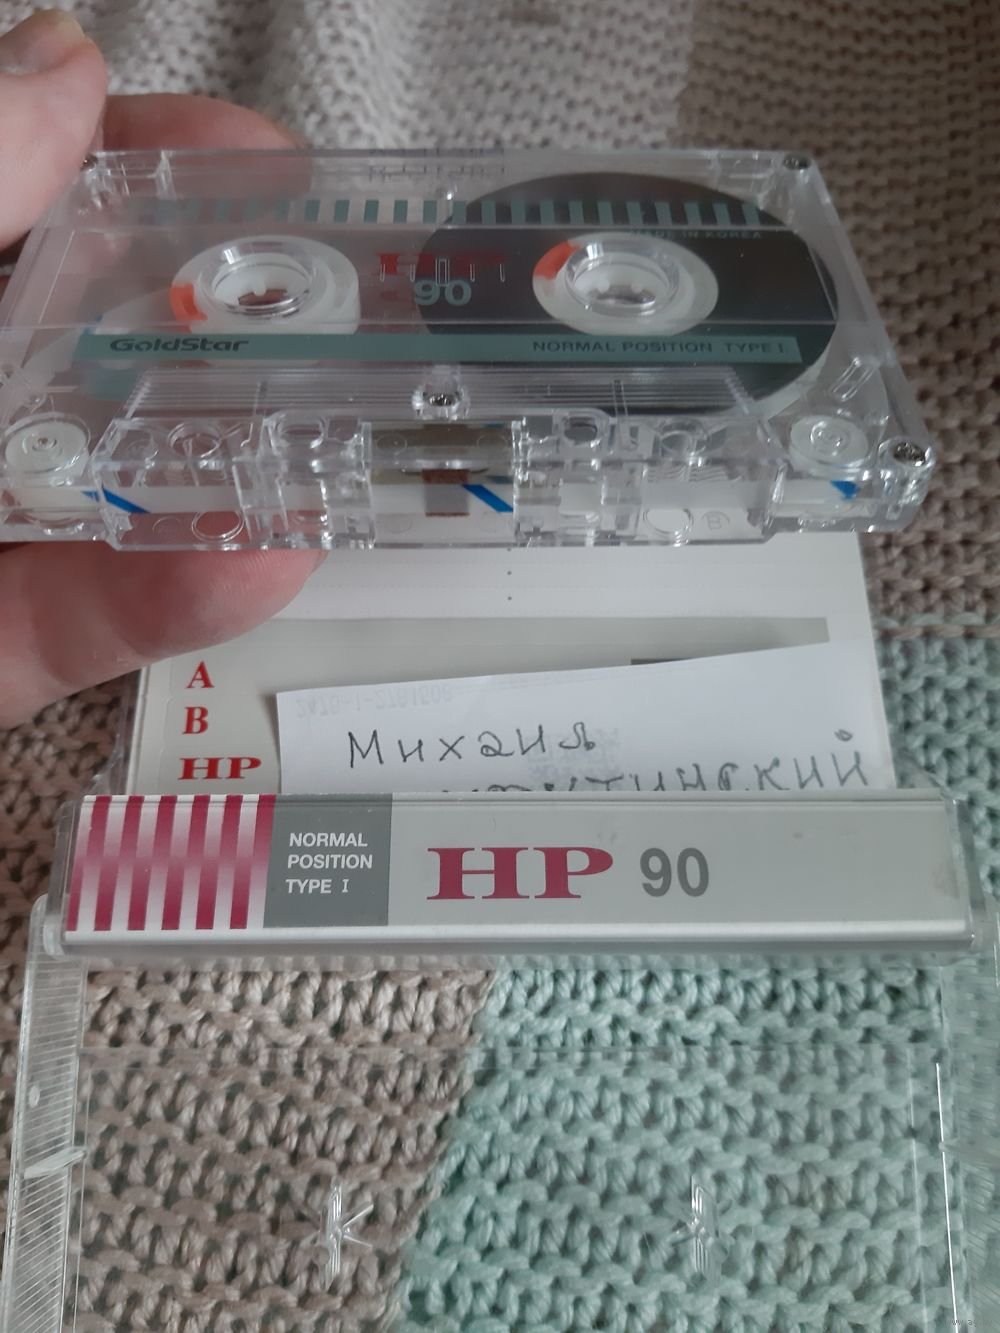 MADE IN KOREA
HP
90
GoldStar
NORMAL POSITION TYPE I
B
A
B
HP
Михаил
NORMAL
POSITION
TYPE I
HP 90